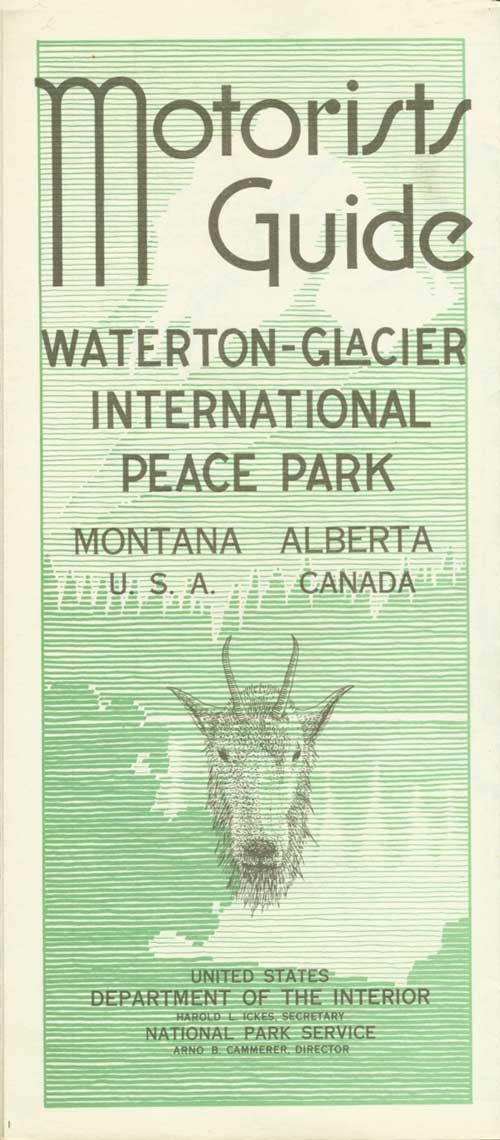 Motorists
Guide
WATERTON-GLACIER
INTERNATIONAL
PEACE PARK
MONTANA ALBERTA
U. S. A. CANADA
UNITED STATES
DEPARTMENT OF THE INTERIOR
HAROLD L. ICKES, SECRETARY
NATIONAL PARK SERVICE
ARNO B. CAMMERER, DIRECTOR